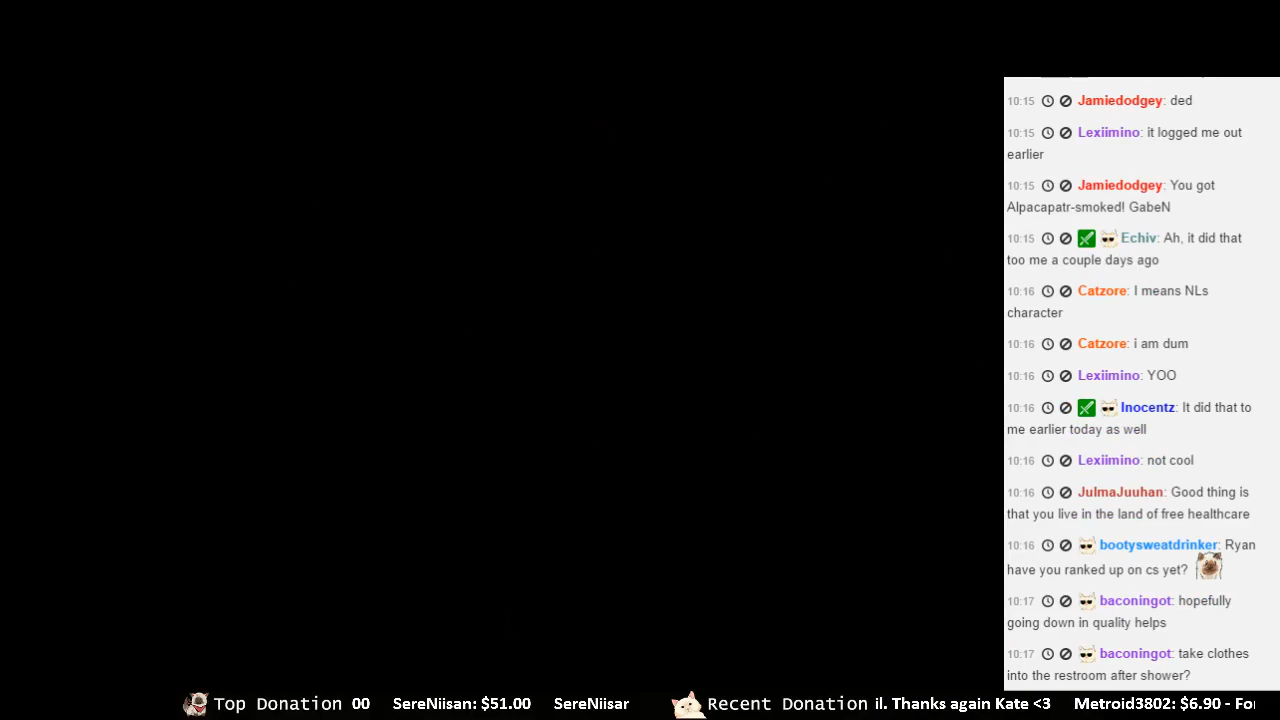 10:15 Jamiedodgey: ded
10:15 Lexiimino: it logged me out
earlier
10:15 Jamiedodgey: You got
Alpacapatr-smoked! GabeN
10:15 Echiv: Ah, it did that
too me a couple days ago
10:16 Catzore: I means NLs
character
10:16 Catzore: i am dum
10:16 Lexiimino: YOO
10:16 Inocentz: It did that to
me earlier today as well
10:16 Lexiimino: not cool
10:16 JulmaJuuhan: Good thing is
that you live in the land of free healthcare
10:16 bootysweatdrinker: Ryan
have you ranked up on cs yet?
10:17 baconingot: hopefully
going down in quality helps
10:17 baconingot: take clothes
into the restroom after shower?
Top Donation 00 SereNiisan: $51.00 SereNiisar Recent Donation il. Thanks again Kate <3 Metroid3802: $6.90 - For